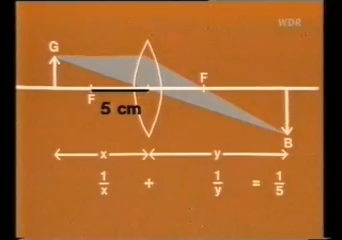 WDR
G
F
F
5 cm
B
x y
1/x + 1/y = 1/5